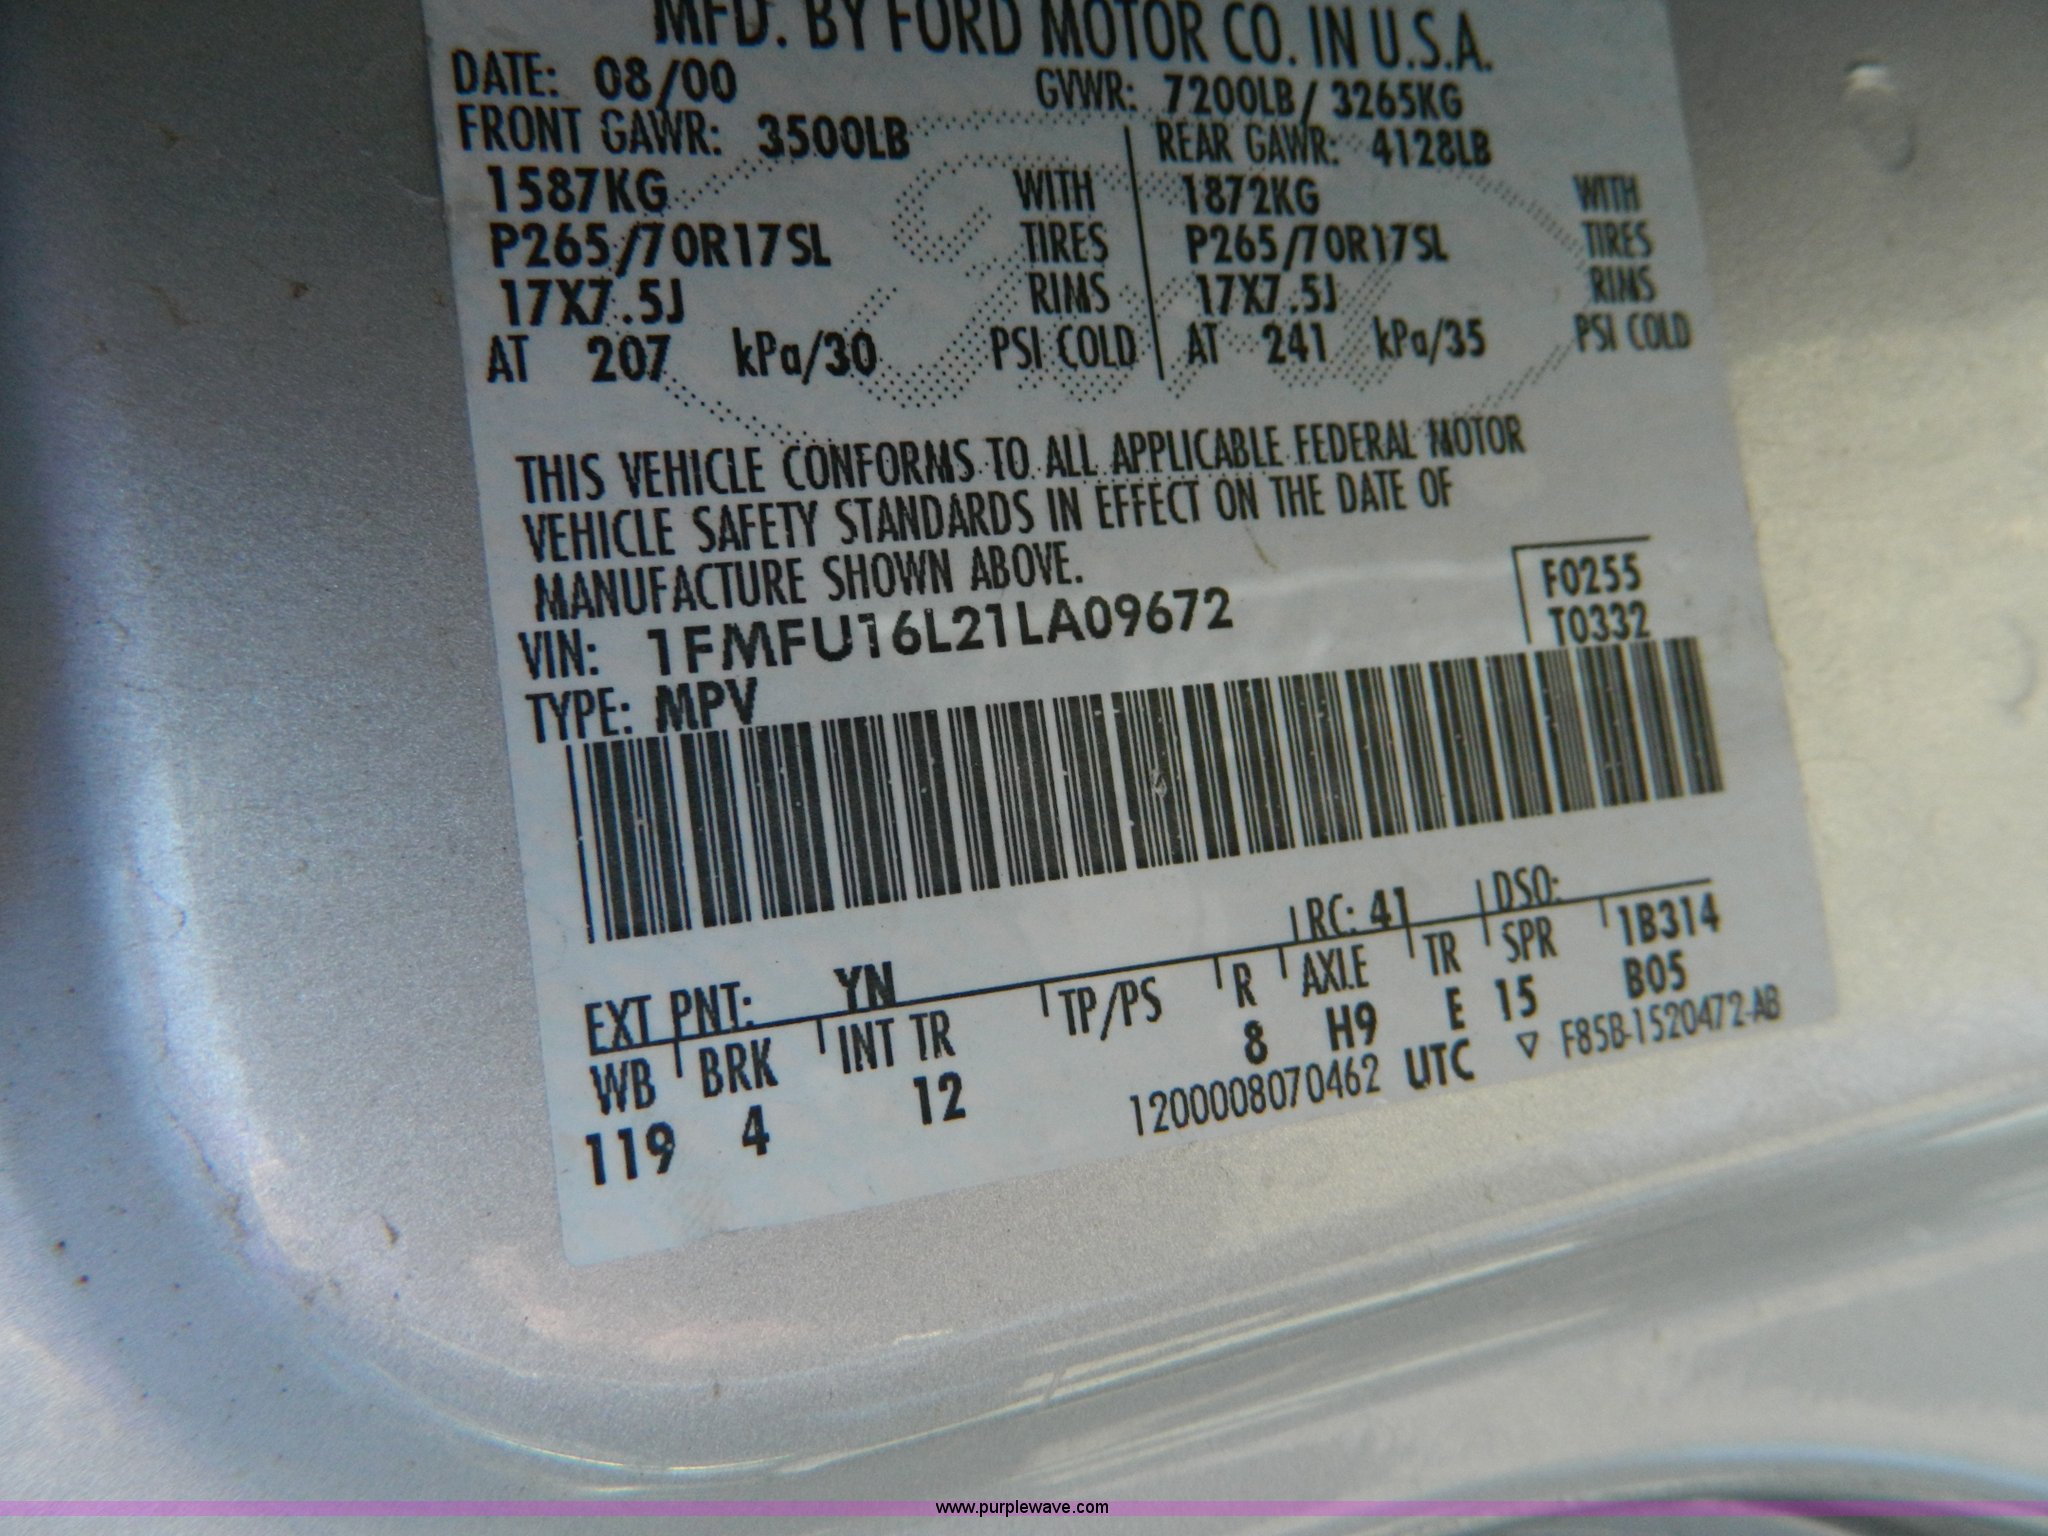 MFD. BY FORD MOTOR CO. IN U.S.A.
DATE: 08/00 GVWR: 7200LB/ 3265KG
FRONT GAWR: 3500LB REAR GAWR: 4128LB
1587KG WITH 1872KG WITH
P265/70R17SL TIRES P265/70R17SL TIRES
17X7.5J RIMS 17X7.5J RIMS
AT 207 kPa/30 PSI COLD AT 241 kPa/35 PSI COLD
THIS VEHICLE CONFORMS TO ALL APPLICABLE FEDERAL MOTOR
VEHICLE SAFETY STANDARDS IN EFFECT ON THE DATE OF
MANUFACTURE SHOWN ABOVE.
F0255
VIN: 1FMFU16L21LA09672 T0332
TYPE: MPV
EXT PNT: YN RC: 41 DSO:
WB BRK INT TR TP/PS R AXLE TR SPR 1B314
119 4 12 8 H9 E 15 B05
1200008070462 UTC ▽ F85B-1520472-AB
www.purplewave.com